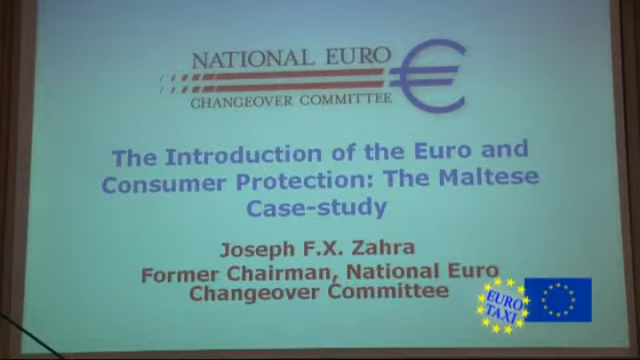 NATIONAL EURO
CHANGEOVER COMMITTEE
The Introduction of the Euro and
Consumer Protection: The Maltese
Case-study
Joseph F.X. Zahra
Former Chairman, National Euro
Changeover Committee
EURO
TAXI